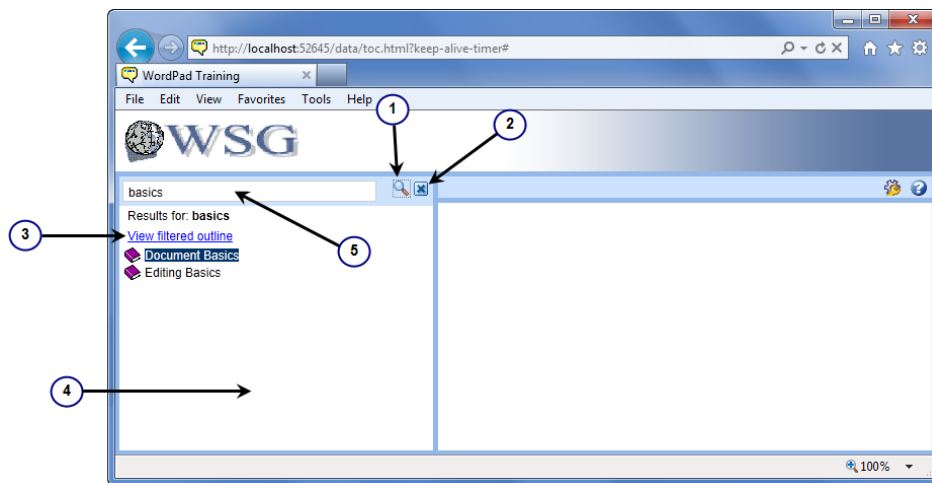 http://localhost:52645/data/toc.html?keep-alive-timer#
WordPad Training
File Edit View Favorites Tools Help
1
2
WSG
basics
Results for: basics
3
View filtered outline
5
Document Basics
Editing Basics
4
100%